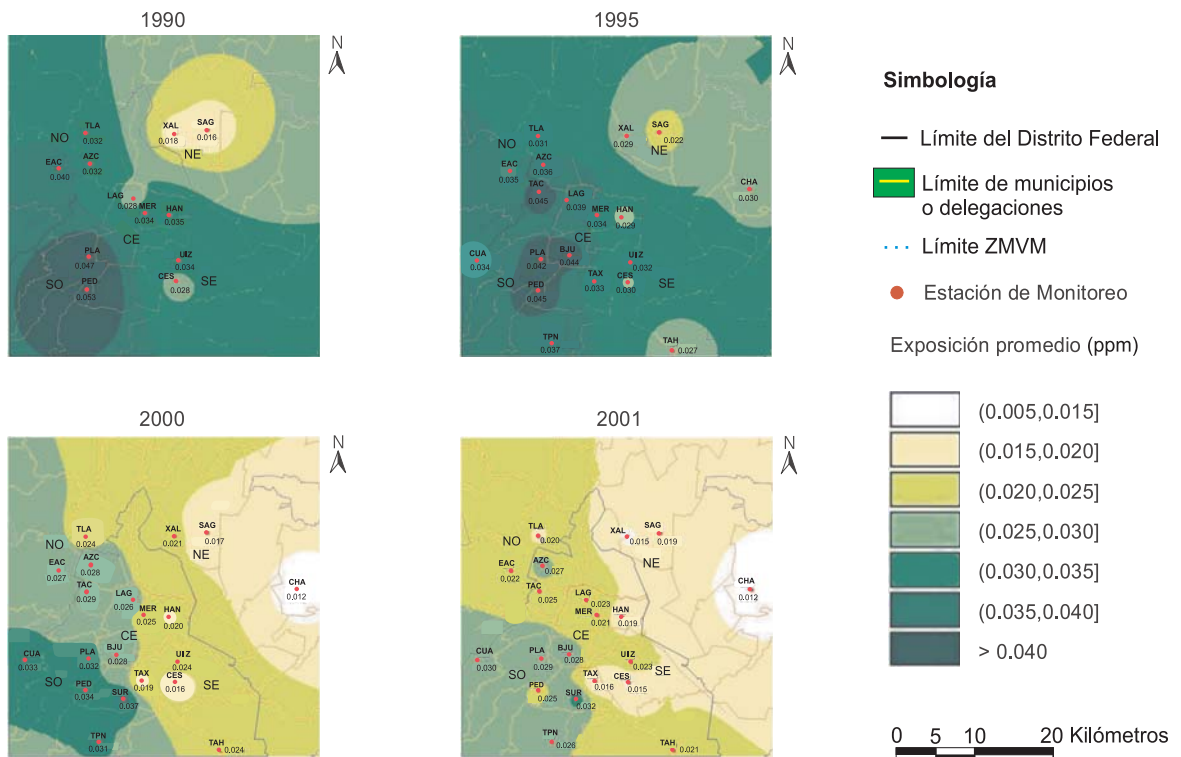 1990
N
TLA
0.032
NO
XAL
0.018
SAG
0.016
NE
EAC
0.040
AZC
0.032
LAG
0.028
MER
0.034
HAN
0.035
CE
PLA
0.047
UIZ
0.034
SO
PED
0.053
CES
0.028
SE
1995
N
TLA
0.031
NO
XAL
0.029
SAG
0.022
NE
EAC
0.035
AZC
0.036
TAC
0.045
CHA
0.030
LAG
0.039
MER
0.034
HAN
0.029
CE
CUA
0.034
PLA
0.042
BJU
0.044
UIZ
0.032
SO
PED
0.045
TAX
0.033
CES
0.030
SE
TPN
0.037
TAH
0.027
2000
N
TLA
0.024
NO
XAL
0.021
SAG
0.017
NE
EAC
0.027
AZC
0.028
TAC
0.029
CHA
0.012
LAG
0.026
MER
0.025
HAN
0.020
CE
CUA
0.033
PLA
0.032
BJU
0.028
UIZ
0.024
SO
PED
0.034
SUR
0.037
TAX
0.019
CES
0.016
SE
TPN
0.031
TAH
0.024
2001
N
TLA
0.020
NO
XAL
0.015
SAG
0.019
NE
EAC
0.022
AZC
0.027
TAC
0.025
CHA
0.012
LAG
0.023
MER
0.021
HAN
0.019
CE
CUA
0.030
PLA
0.029
BJU
0.028
UIZ
0.023
SO
PED
0.025
SUR
0.032
TAX
0.016
CES
0.015
SE
TPN
0.026
TAH
0.021
Simbología
Límite del Distrito Federal
Límite de municipios
o delegaciones
Límite ZMVM
Estación de Monitoreo
Exposición promedio (ppm)
(0.005,0.015]
(0.015,0.020]
(0.020,0.025]
(0.025,0.030]
(0.030,0.035]
(0.035,0.040]
> 0.040
0 5 10 20 Kilómetros